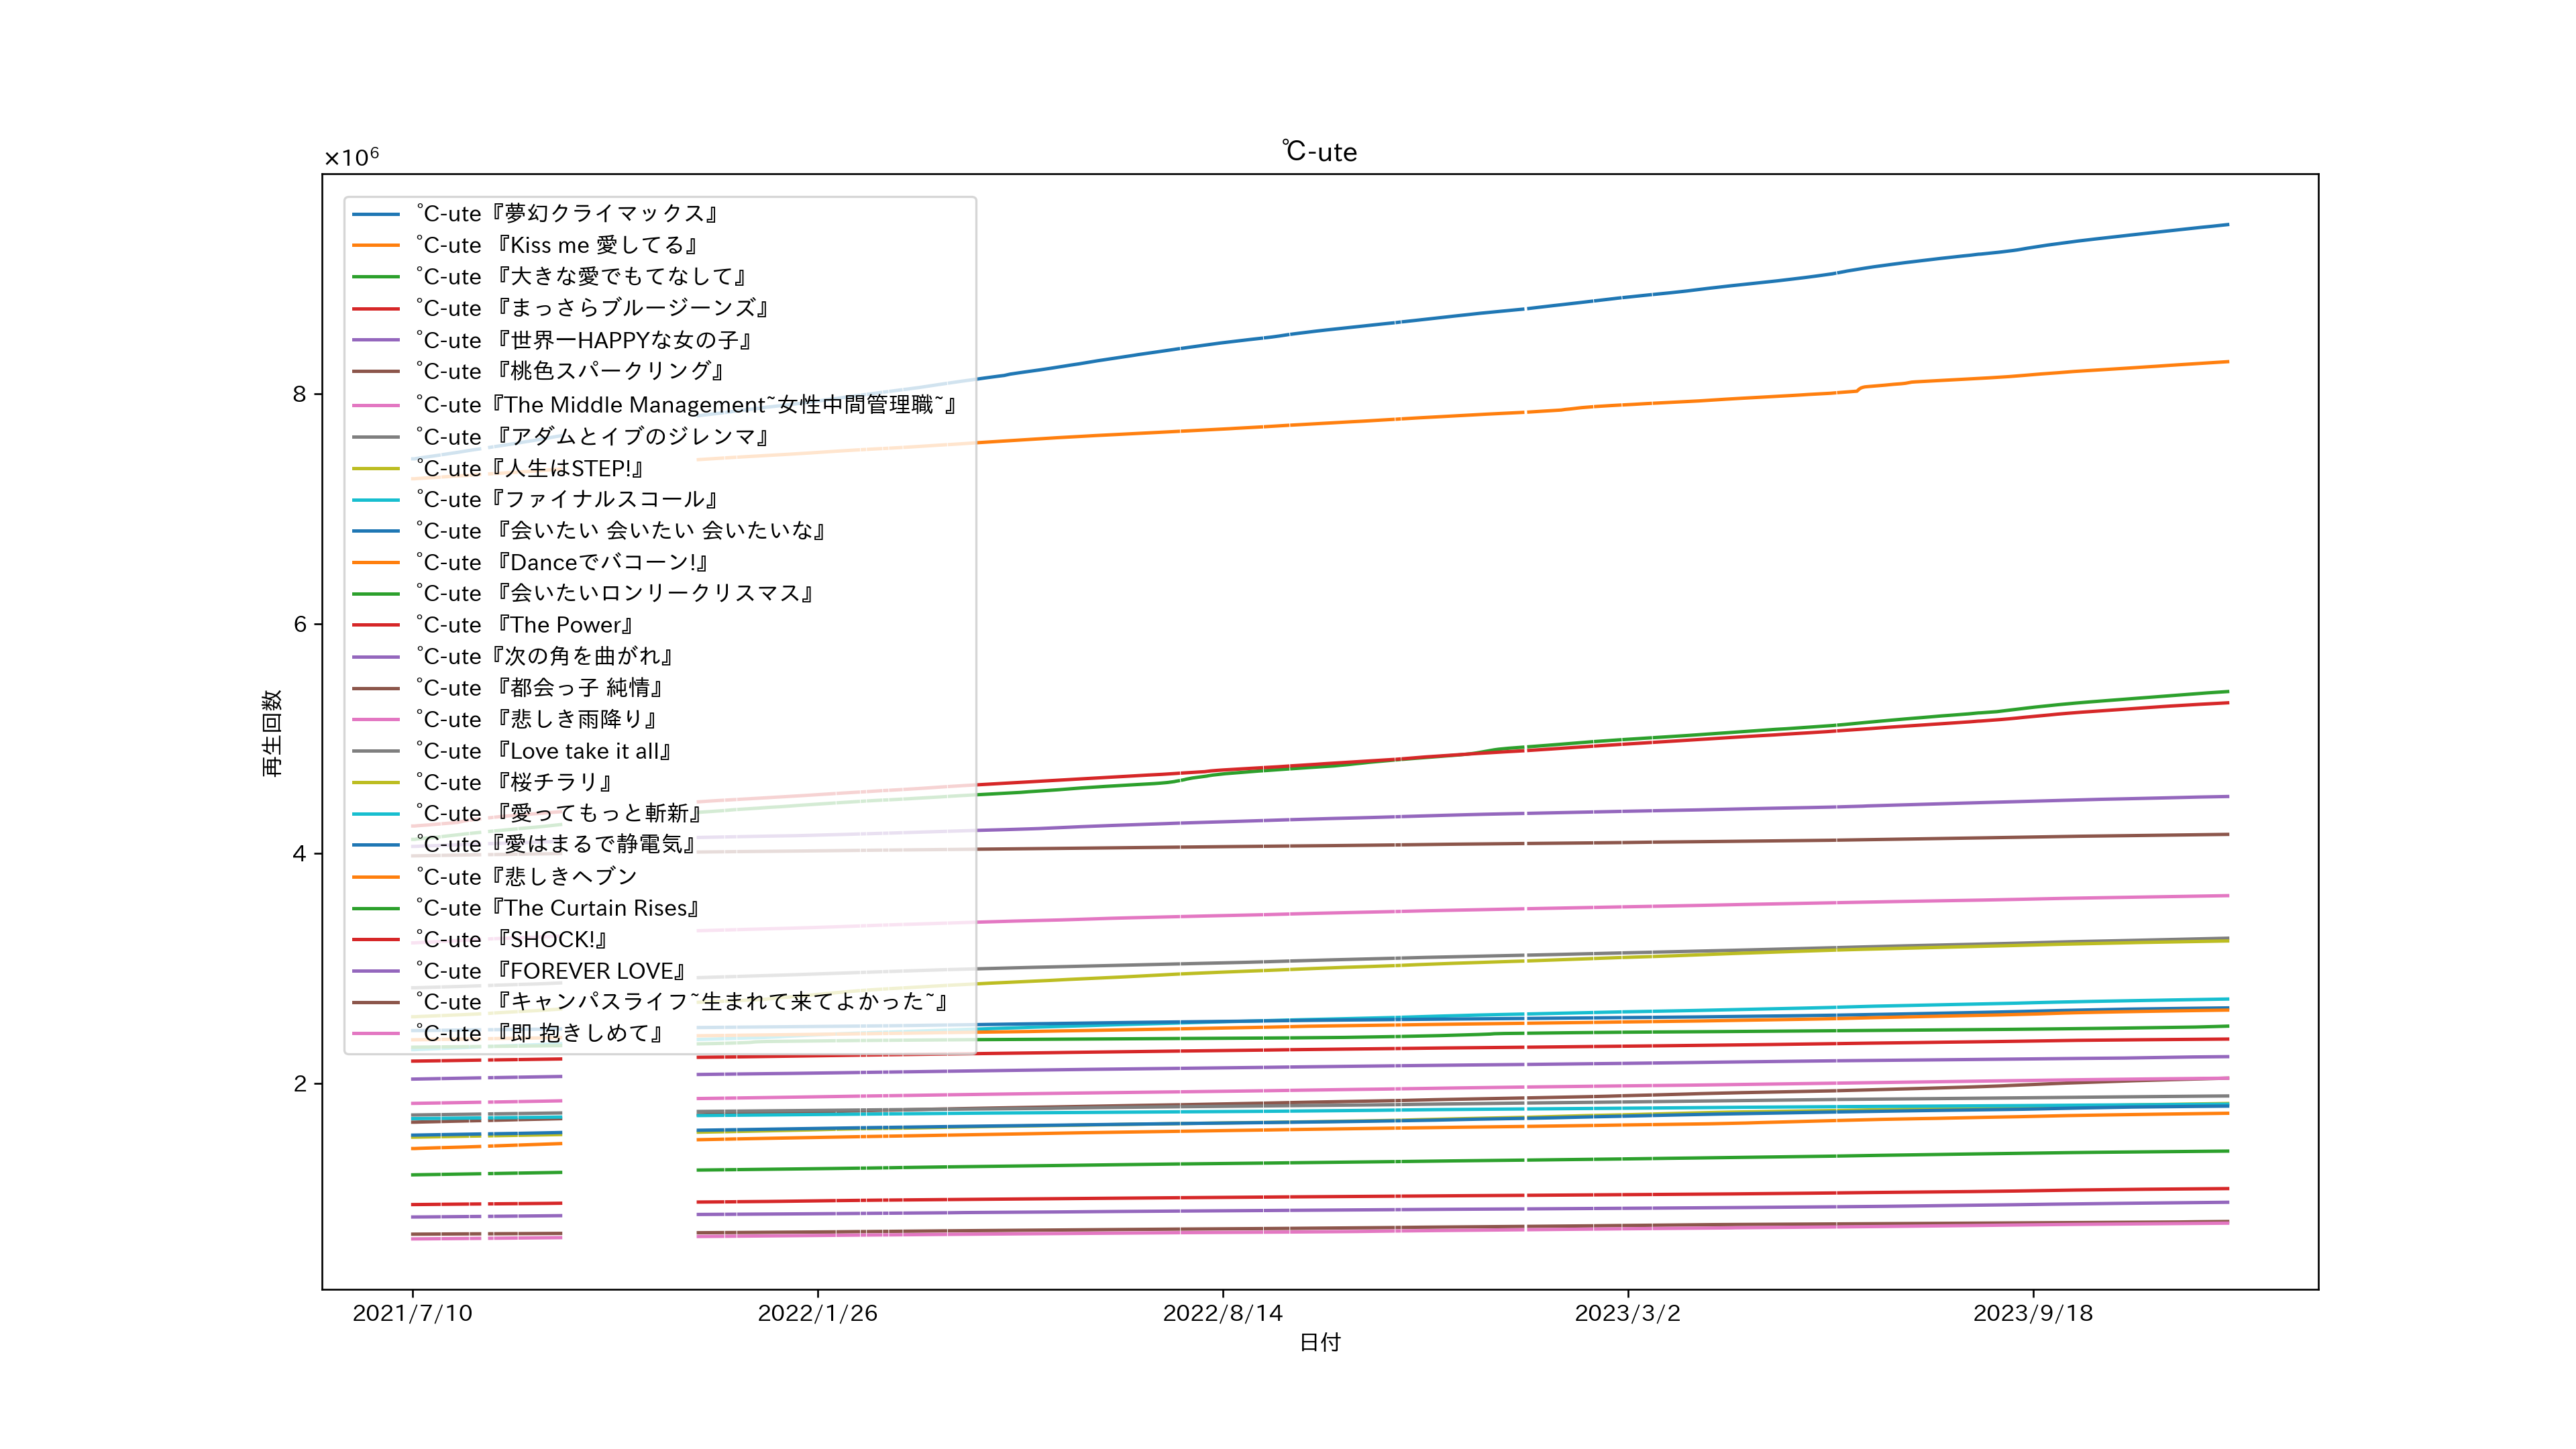 ℃-ute
×10⁶
℃-ute『夢幻クライマックス』
℃-ute 『Kiss me 愛してる』
℃-ute 『大きな愛でもてなして』
℃-ute 『まっさらブルージーンズ』
℃-ute 『世界一HAPPYな女の子』
℃-ute 『桃色スパークリング』
℃-ute『The Middle Management~女性中間管理職~』
℃-ute『アダムとイブのジレンマ』
℃-ute『人生はSTEP!』
℃-ute『ファイナルスコール』
℃-ute 『会いたい 会いたい 会いたいな』
℃-ute 『Danceでバコーン!』
℃-ute 『会いたいロンリークリスマス』
℃-ute 『The Power』
℃-ute『次の角を曲がれ』
℃-ute 『都会っ子 純情』
℃-ute 『悲しき雨降り』
℃-ute 『Love take it all』
℃-ute 『桜チラリ』
℃-ute『愛ってもっと斬新』
℃-ute『愛はまるで静電気』
℃-ute『悲しきヘブン
℃-ute『The Curtain Rises』
℃-ute 『SHOCK!』
℃-ute 『FOREVER LOVE』
℃-ute 『キャンパスライフ~生まれて来てよかった~』
℃-ute 『即 抱きしめて』
8
6
4
2
再生回数
2021/7/10
2022/1/26
2022/8/14
2023/3/2
2023/9/18
日付